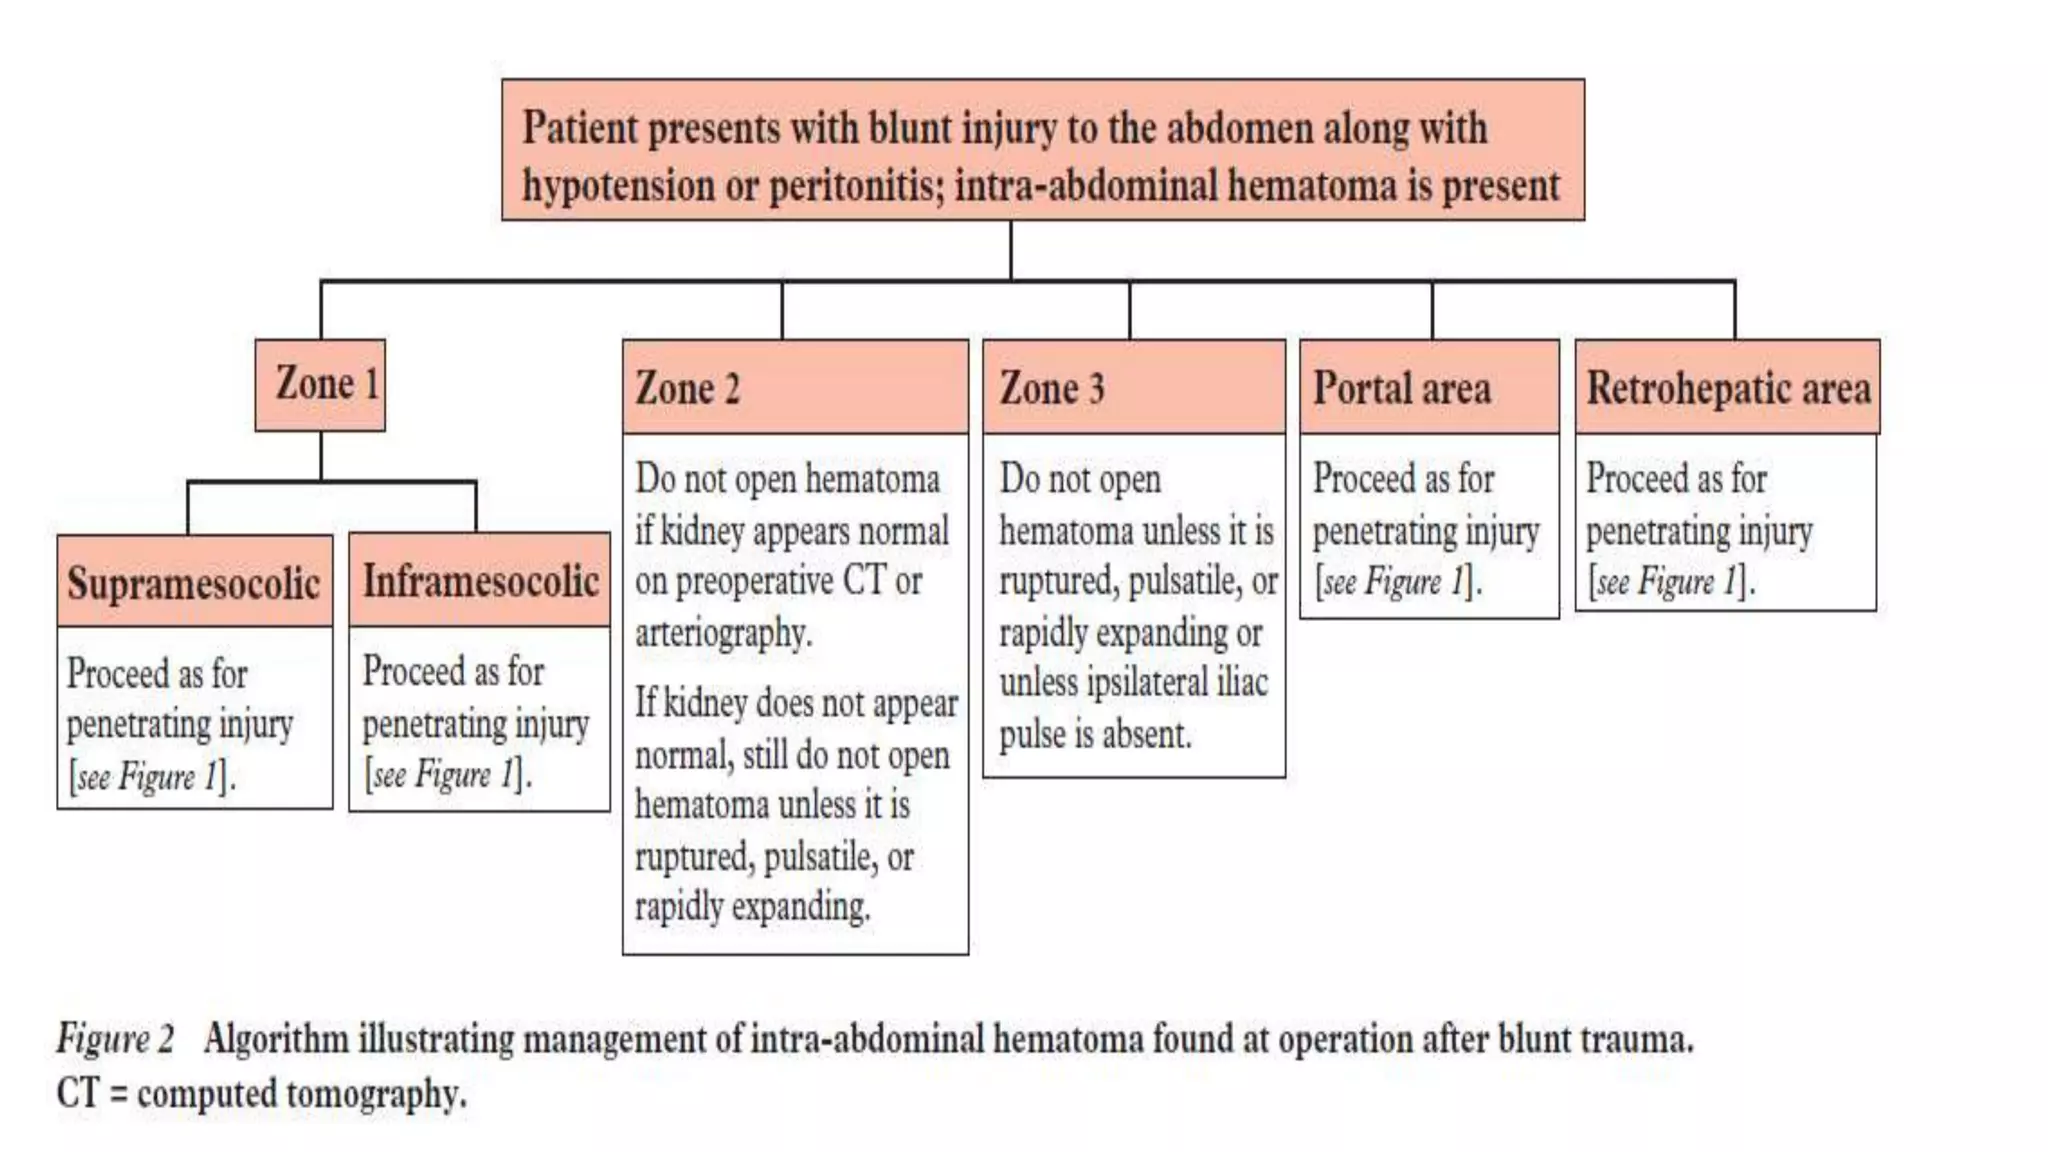 Patient presents with blunt injury to the abdomen along with
hypotension or peritonitis; intra-abdominal hematoma is present
Zone 1
Supramesocolic
Proceed as for
penetrating injury
[see Figure 1].
Inframesocolic
Proceed as for
penetrating injury
[see Figure 1].
Zone 2
Do not open hematoma
if kidney appears normal
on preoperative CT or
arteriography.
If kidney does not appear
normal, still do not open
hematoma unless it is
ruptured, pulsatile, or
rapidly expanding.
Zone 3
Do not open
hematoma unless it is
ruptured, pulsatile, or
rapidly expanding or
unless ipsilateral iliac
pulse is absent.
Portal area
Proceed as for
penetrating injury
[see Figure 1].
Retrohepatic area
Proceed as for
penetrating injury
[see Figure 1].
Figure 2 Algorithm illustrating management of intra-abdominal hematoma found at operation after blunt trauma.
CT = computed tomography.